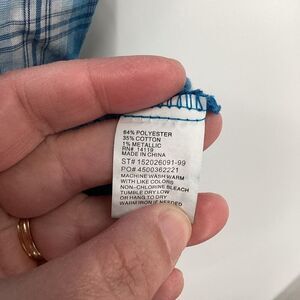 64% POLYESTER
35% COTTON
1% METALLIC
RN# 14119
MADE IN CHINA
ST# 152026091-99
PO# 4500362221
MACHINE WASH WARM
WITH LIKE COLORS
NON-CHLORINE BLEACH
TUMBLE DRY LOW
OR HANG TO DRY
WARM IRON IF NEEDED